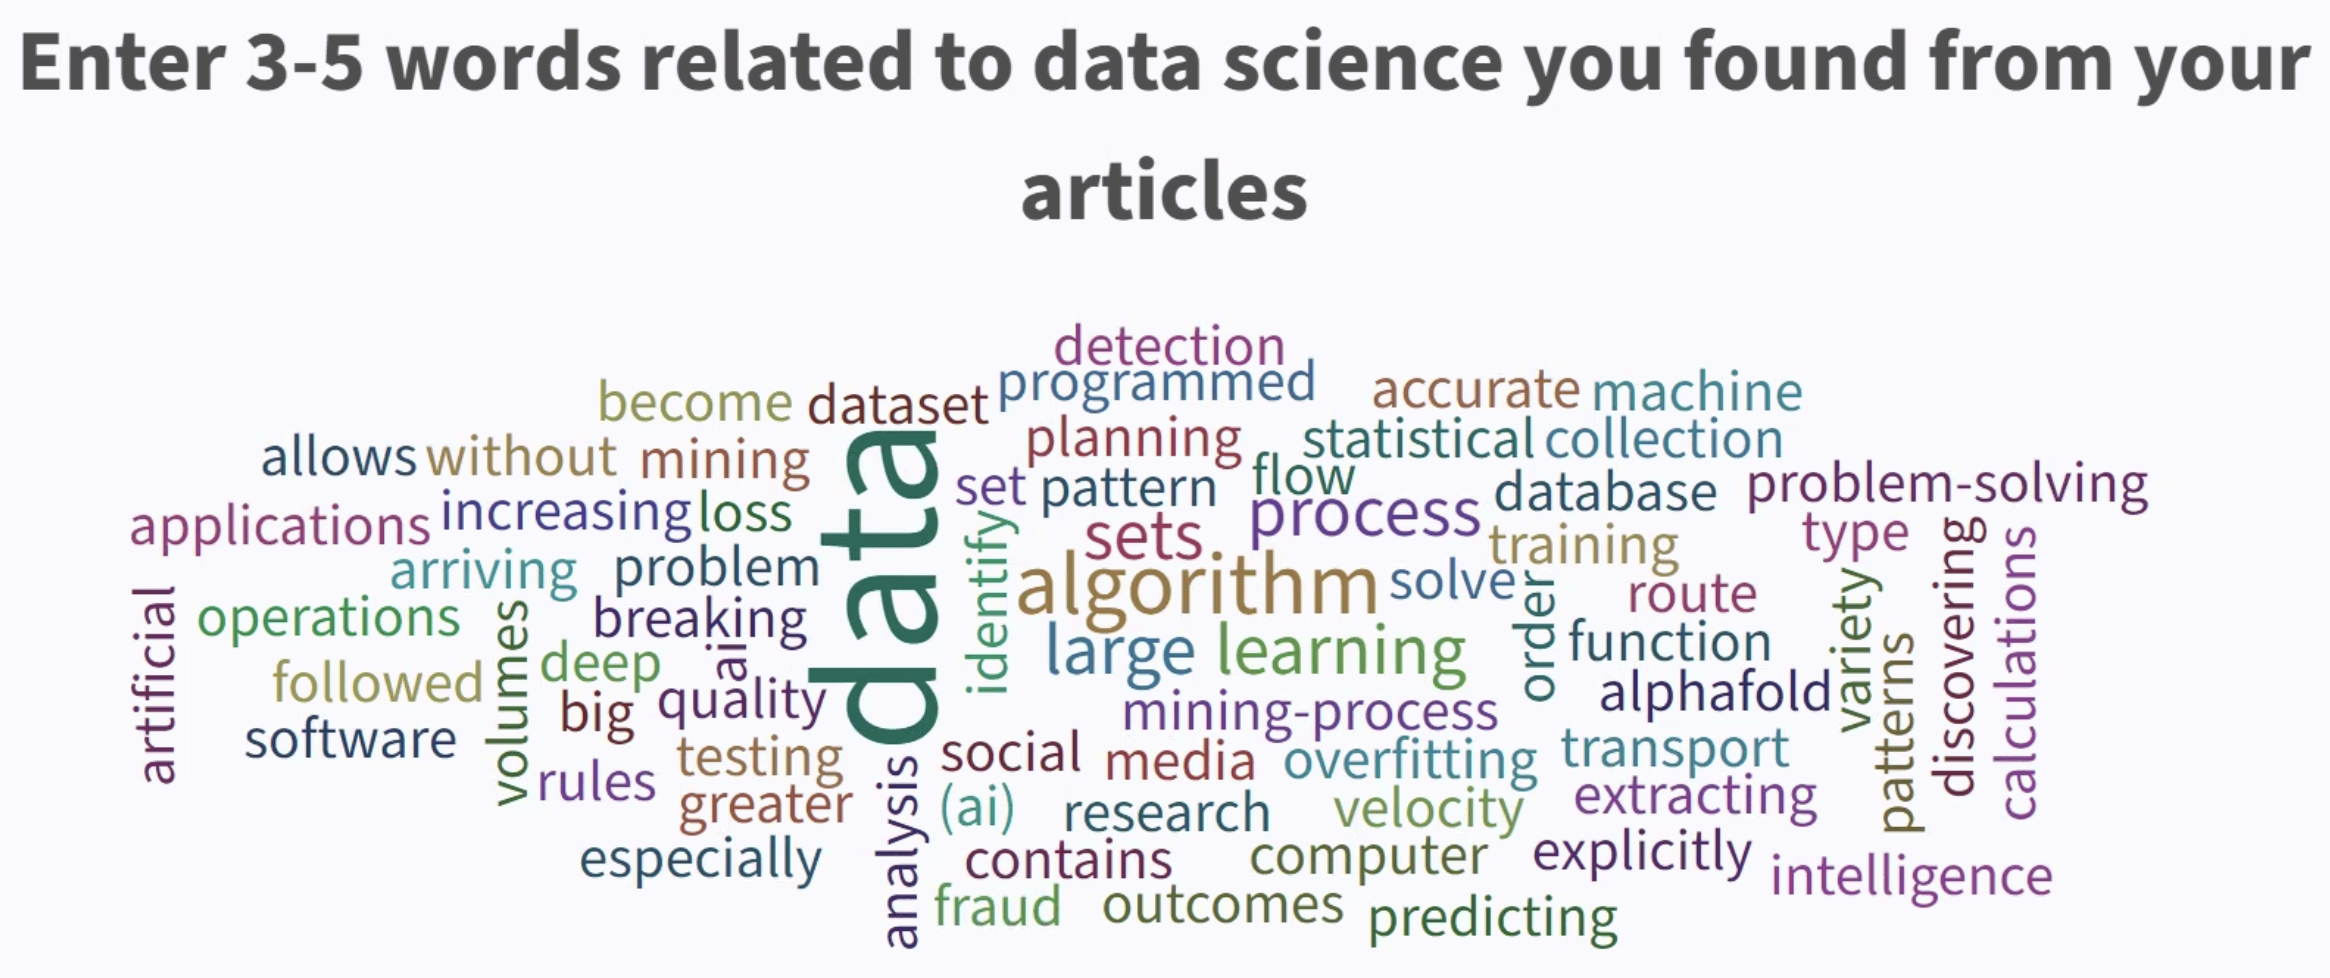 Enter 3-5 words related to data science you found from your
articles
detection
become dataset programmed accurate machine
allows without mining planning statistical collection
set pattern flow database problem-solving
applications increasing loss sets process training type
arriving problem data identify algorithm solve order route
artificial operations volumes breaking large learning function variety discovering calculations
followed deep ai mining-process alphafold patterns
software big quality
rules testing social media overfitting transport
greater analysis (ai) research velocity extracting
especially contains computer explicitly intelligence
fraud outcomes predicting